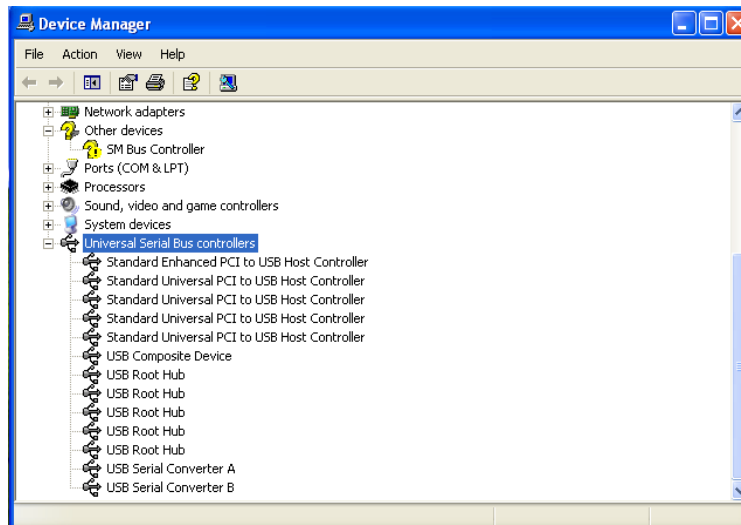 Device Manager
File Action View Help
Network adapters
Other devices
SM Bus Controller
Ports (COM & LPT)
Processors
Sound, video and game controllers
System devices
Universal Serial Bus controllers
Standard Enhanced PCI to USB Host Controller
Standard Universal PCI to USB Host Controller
Standard Universal PCI to USB Host Controller
Standard Universal PCI to USB Host Controller
Standard Universal PCI to USB Host Controller
USB Composite Device
USB Root Hub
USB Root Hub
USB Root Hub
USB Root Hub
USB Root Hub
USB Serial Converter A
USB Serial Converter B